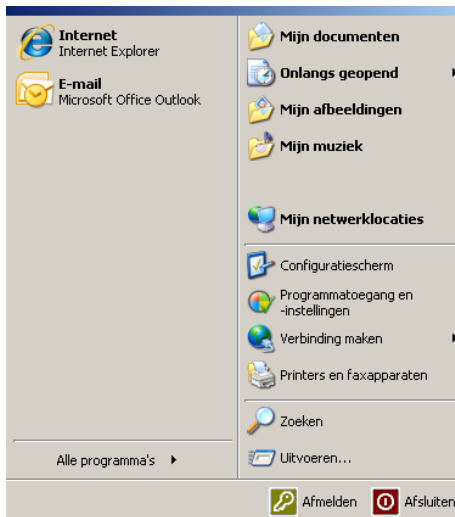 Internet
Internet Explorer
E-mail
Microsoft Office Outlook
Alle programma's
Mijn documenten
Onlangs geopend
Mijn afbeeldingen
Mijn muziek
Mijn netwerklocaties
Configuratiescherm
Programmatoegang en
-instellingen
Verbinding maken
Printers en faxapparaten
Zoeken
Uitvoeren...
Afmelden
Afsluiten